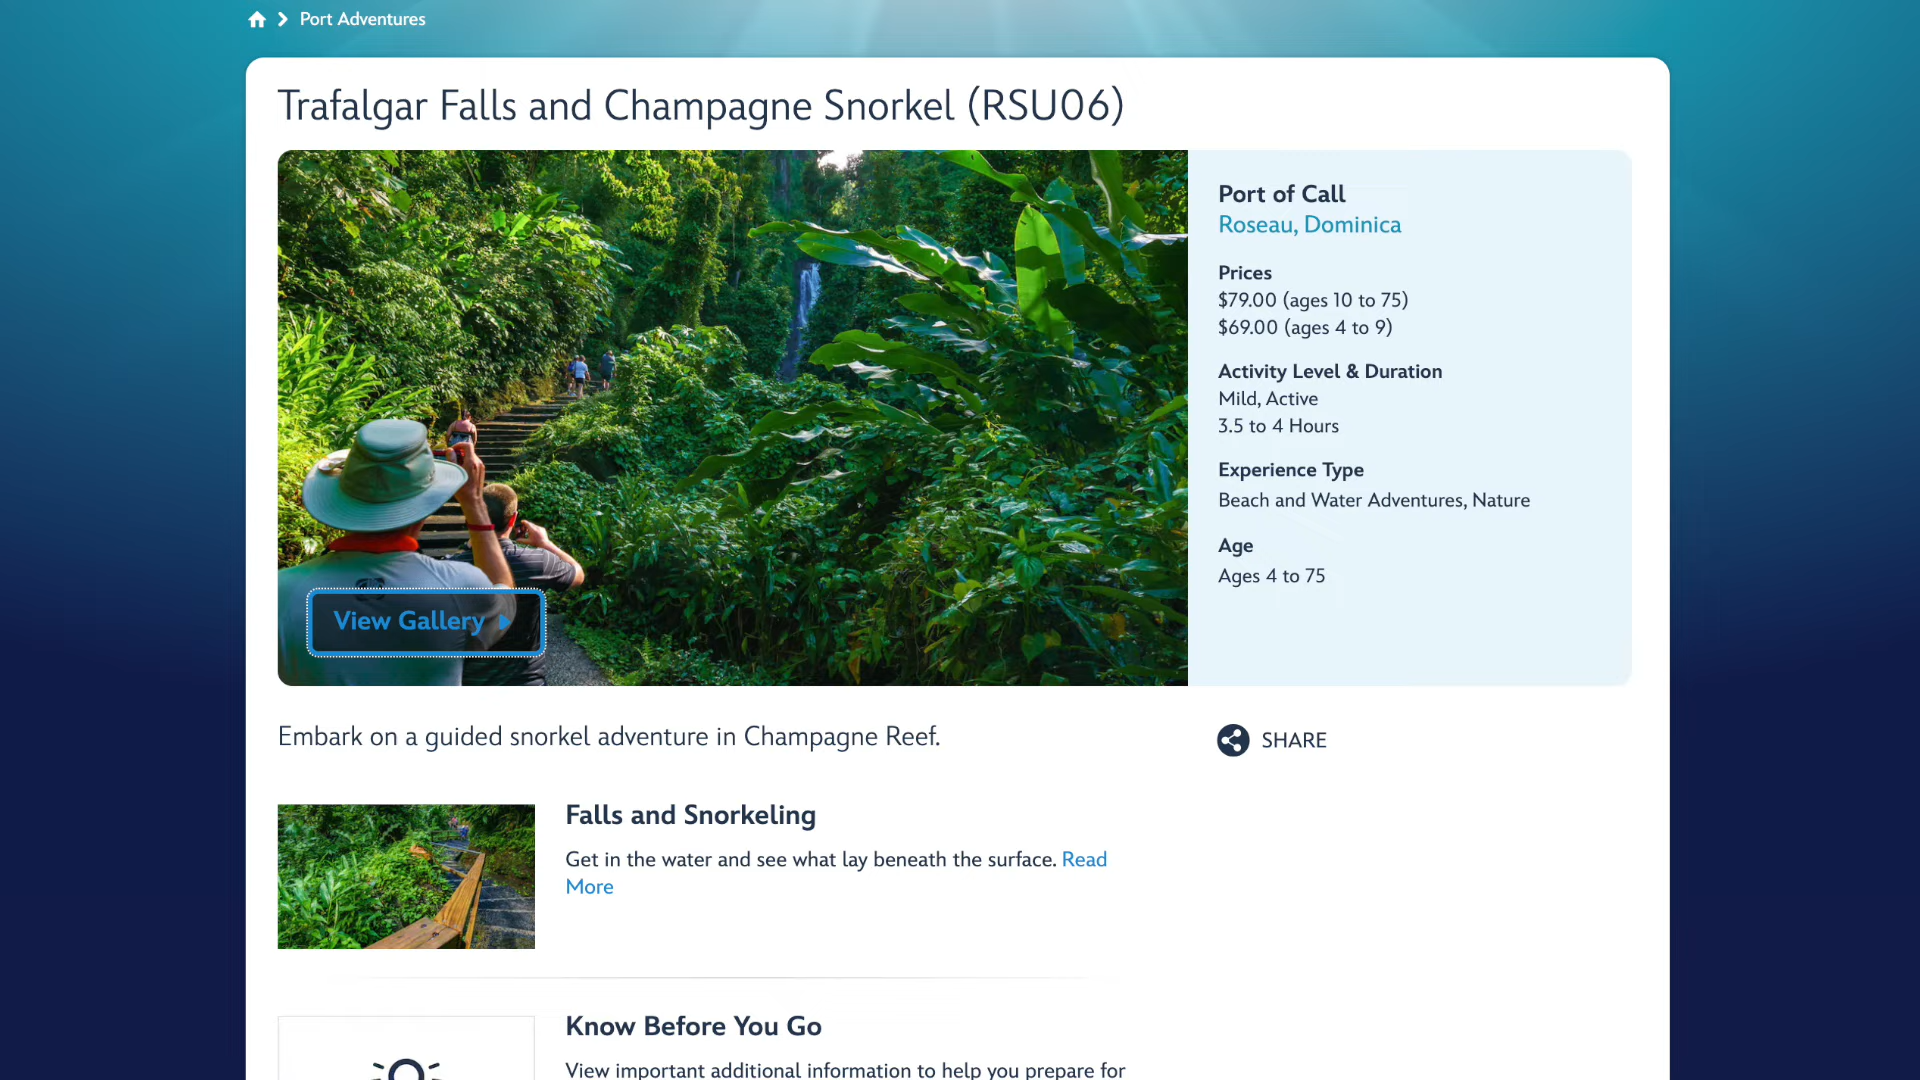 Port Adventures
Trafalgar Falls and Champagne Snorkel (RSU06)
View Gallery
Port of Call
Roseau, Dominica
Prices
$79.00 (ages 10 to 75)
$69.00 (ages 4 to 9)
Activity Level & Duration
Mild, Active
3.5 to 4 Hours
Experience Type
Beach and Water Adventures, Nature
Age
Ages 4 to 75
Embark on a guided snorkel adventure in Champagne Reef.
SHARE
Falls and Snorkeling
Get in the water and see what lay beneath the surface. Read
More
Know Before You Go
View important additional information to help you prepare for